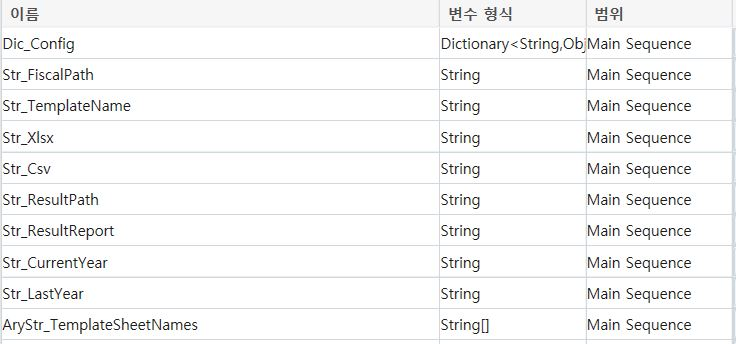 이름 변수 형식 범위
Dic_Config Dictionary<String,Obj Main Sequence
Str_FiscalPath String Main Sequence
Str_TemplateName String Main Sequence
Str_Xlsx String Main Sequence
Str_Csv String Main Sequence
Str_ResultPath String Main Sequence
Str_ResultReport String Main Sequence
Str_CurrentYear String Main Sequence
Str_LastYear String Main Sequence
AryStr_TemplateSheetNames String[] Main Sequence